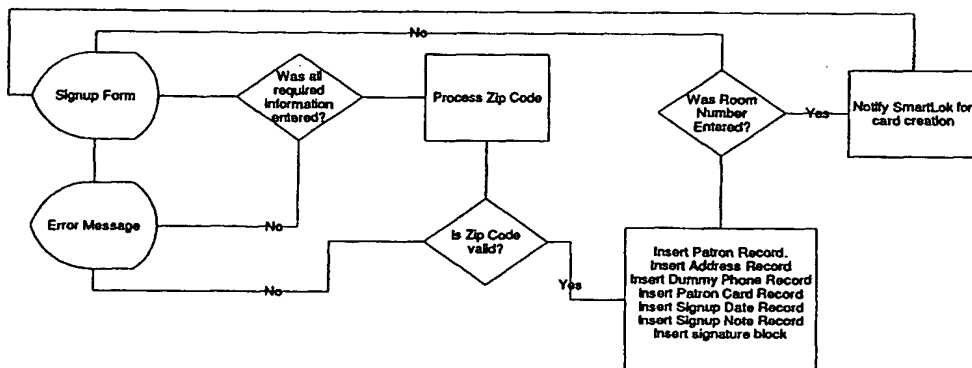 No
Signup Form
Was all
required
information
entered?
Process Zip Code
Was Room
Number
Entered?
Yes
Notify SmartLok for
card creation
Error Message
No
Is Zip Code
valid?
No
Yes
Insert Patron Record.
Insert Address Record
Insert Dummy Phone Record
Insert Patron Card Record
Insert Signup Date Record
Insert Signup Note Record
Insert signature block